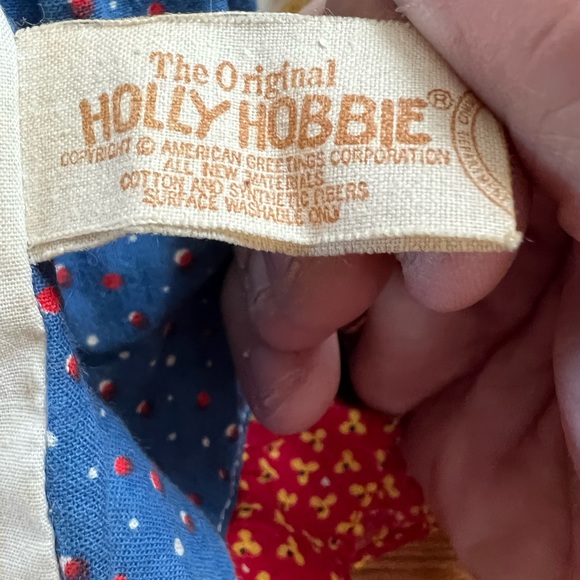 The Original
HOLLY HOBBIE®
COPYRIGHT © AMERICAN GREETINGS CORPORATION
ALL NEW MATERIALS
COTTON AND SYNTHETIC FIBERS
SURFACE WASHABLE ONLY